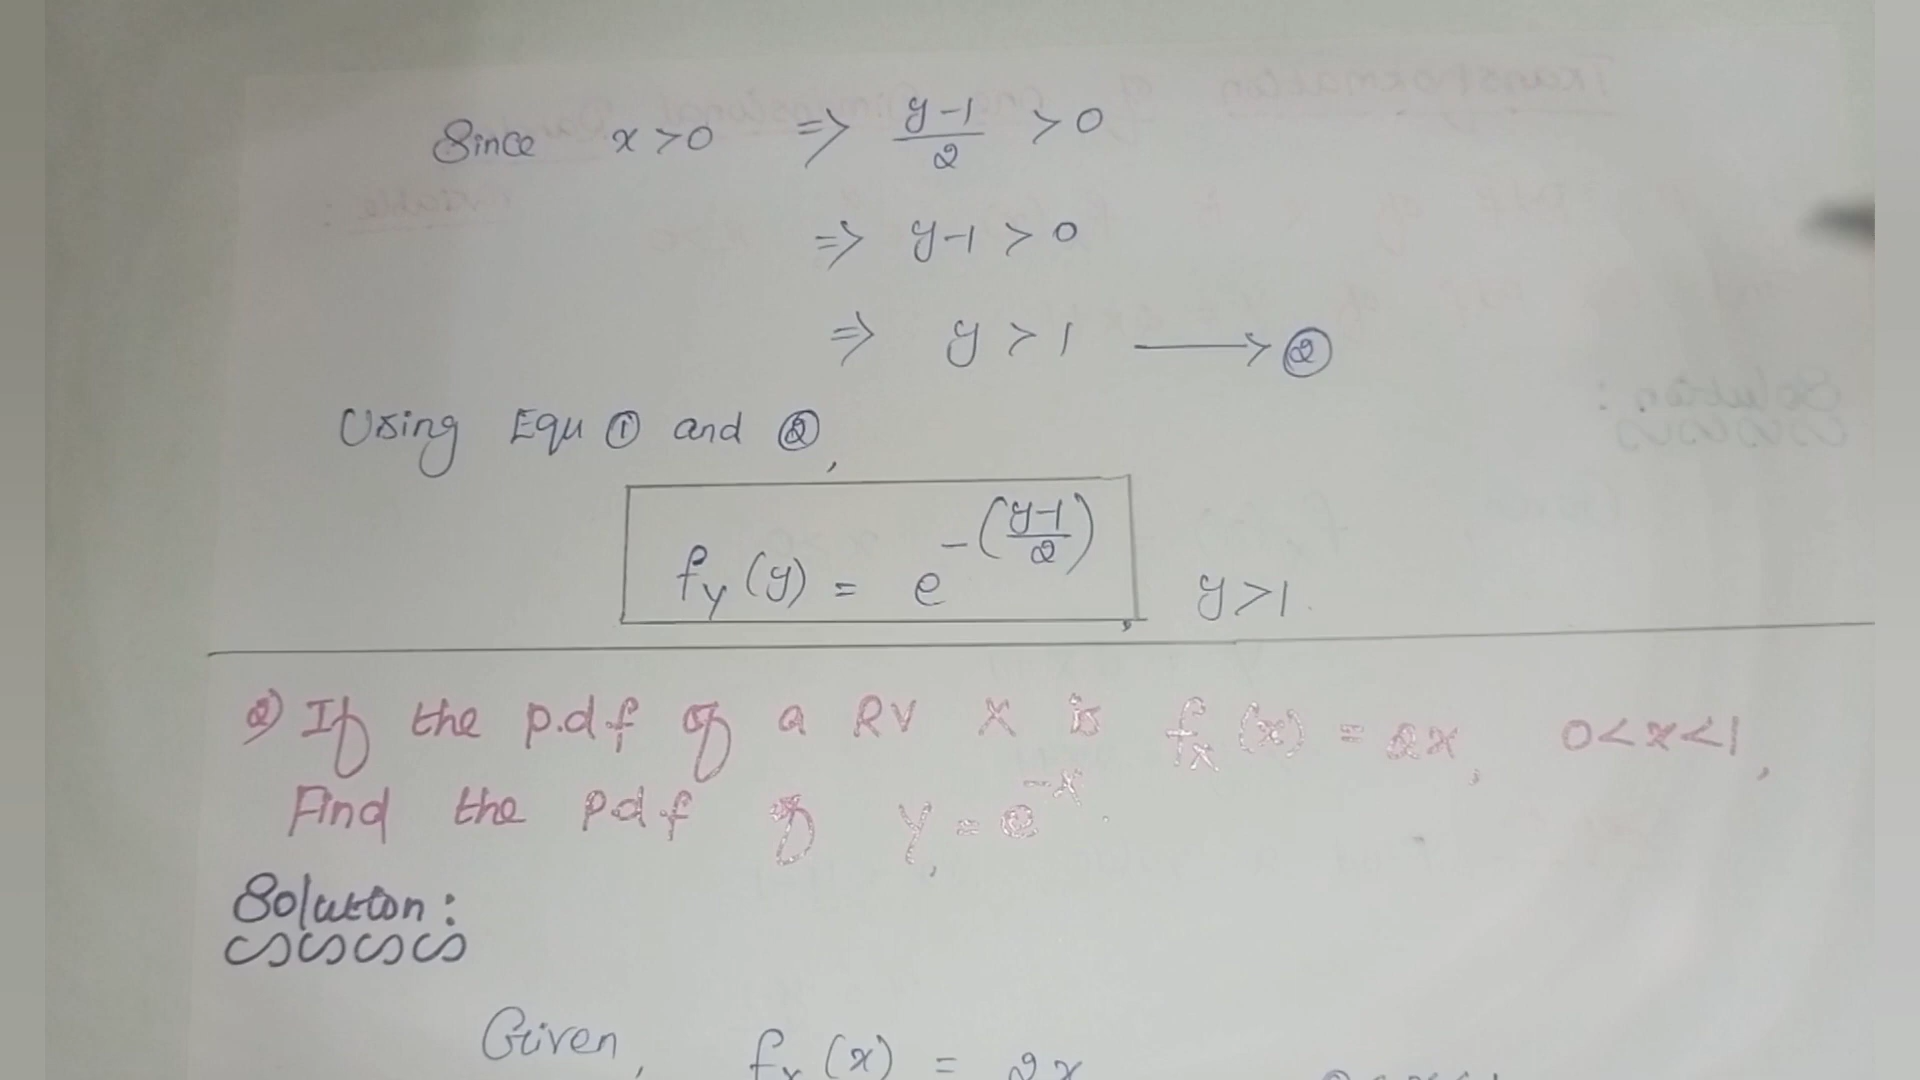 Since x > 0 => (y-1)/2 > 0
=> y-1 > 0
=> y > 1 ⟶ ②
Using Equ ① and ②,
f_Y(y) = e^{-((y-1)/2)}, y>1.
2) If the p.d.f of a RV X is f_X(x) = 2x, 0<x<1,
Find the p.d.f of Y = e^{-x}.
Solution:
Given, f_X(x) = 2x